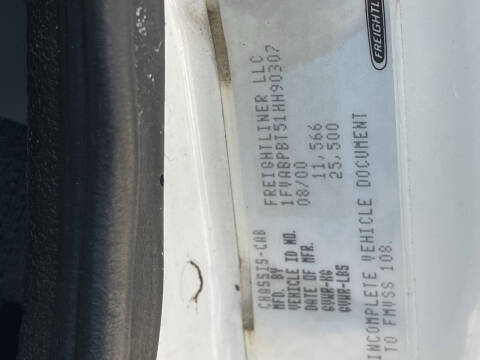 FREIGHTLINER
CHASSIS-CAB
MFD. BY FREIGHTLINER LLC
VEHICLE ID NO. 1FVABPBT51HH90307
DATE OF MFR. 08/00
GVWR-KG 11,566
GVWR-LBS 25,500
INCOMPLETE VEHICLE DOCUMENT
TO FMVSS 108.